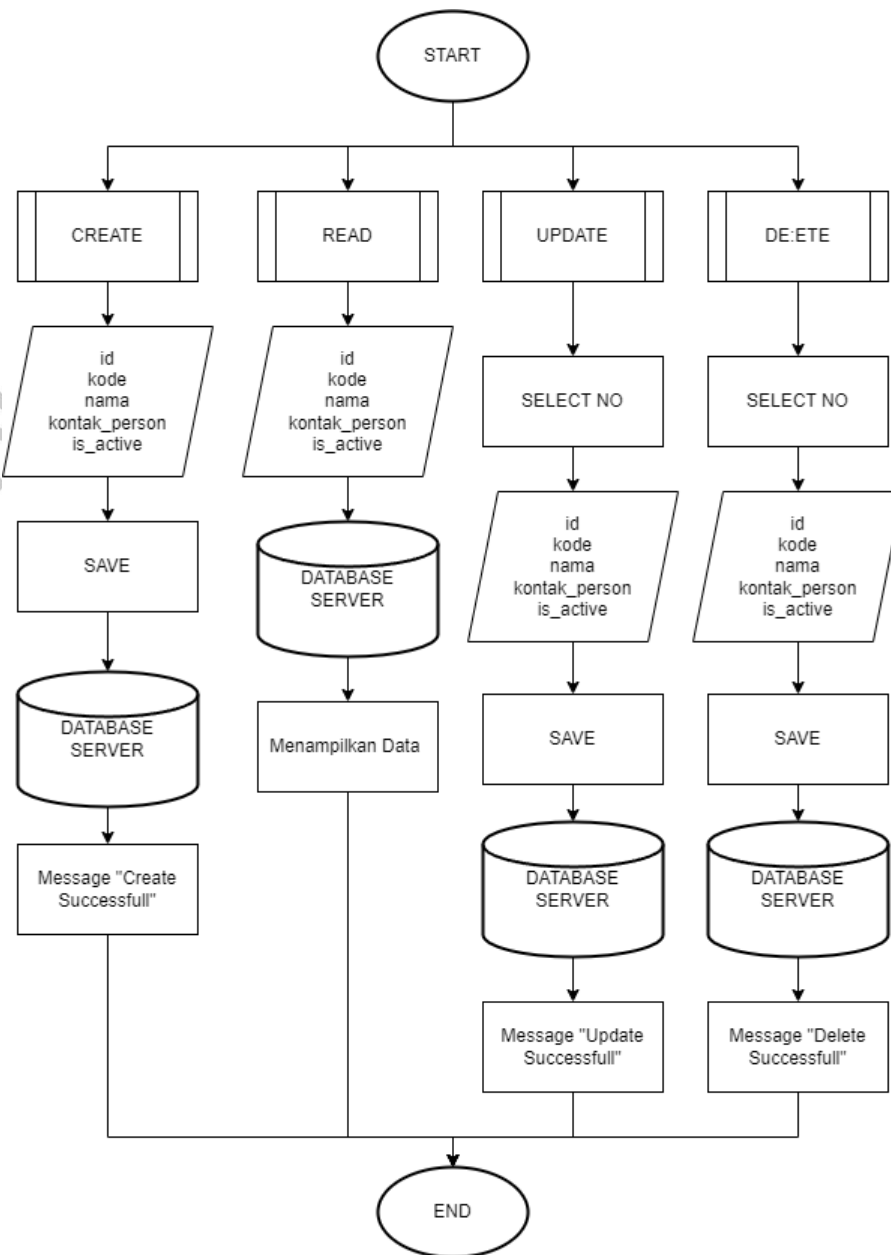 START
CREATE
READ
UPDATE
DE:ETE
id
kode
nama
kontak_person
is_active
id
kode
nama
kontak_person
is_active
SELECT NO
SELECT NO
id
kode
nama
kontak_person
is_active
id
kode
nama
kontak_person
is_active
SAVE
DATABASE
SERVER
DATABASE
SERVER
Menampilkan Data
SAVE
SAVE
Message "Create
Successfull"
DATABASE
SERVER
DATABASE
SERVER
Message "Update
Successfull"
Message "Delete
Successfull"
END